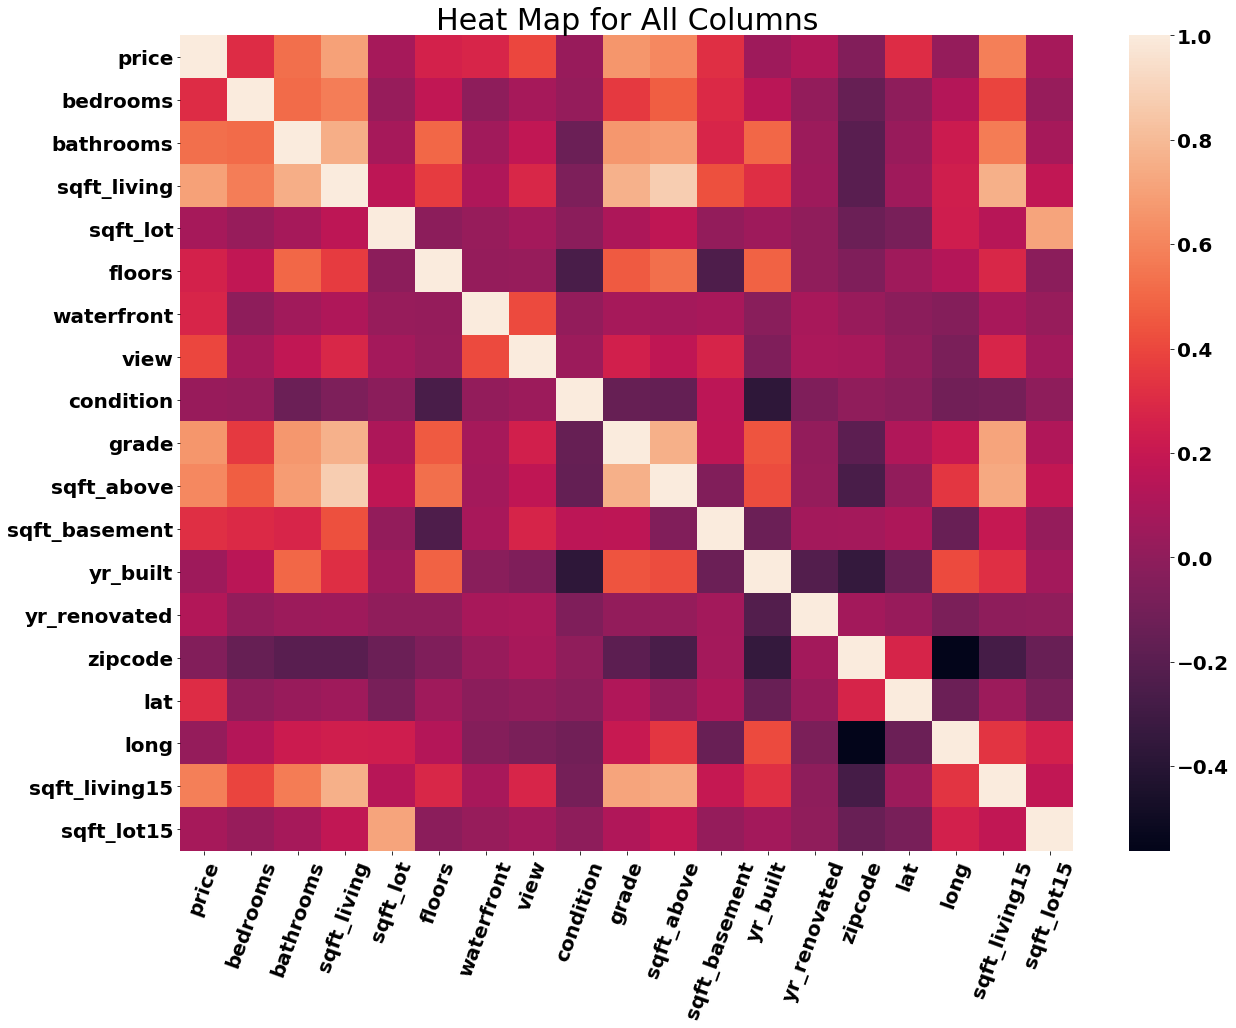 Heat Map for All Columns
price
bedrooms
bathrooms
sqft_living
sqft_lot
floors
waterfront
view
condition
grade
sqft_above
sqft_basement
yr_built
yr_renovated
zipcode
lat
long
sqft_living15
sqft_lot15
price
bedrooms
bathrooms
sqft_living
sqft_lot
floors
waterfront
view
condition
grade
sqft_above
sqft_basement
yr_built
yr_renovated
zipcode
lat
long
sqft_living15
sqft_lot15
1.0
0.8
0.6
0.4
0.2
0.0
−0.2
−0.4